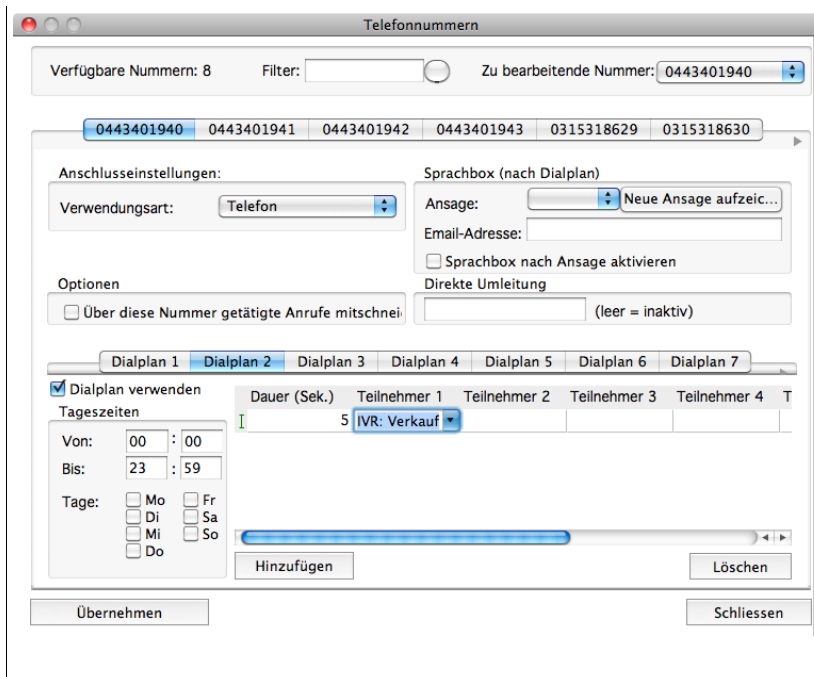 Telefonnummern
Verfügbare Nummern: 8 Filter: Zu bearbeitende Nummer: 0443401940
0443401940 0443401941 0443401942 0443401943 0315318629 0315318630
Anschlusseinstellungen: Sprachbox (nach Dialplan)
Verwendungsart: Telefon Ansage: Neue Ansage aufzeic...
Email-Adresse:
Sprachbox nach Ansage aktivieren
Optionen Direkte Umleitung
Über diese Nummer getätigte Anrufe mitschnei (leer = inaktiv)
Dialplan 1 Dialplan 2 Dialplan 3 Dialplan 4 Dialplan 5 Dialplan 6 Dialplan 7
Dialplan verwenden Dauer (Sek.) Teilnehmer 1 Teilnehmer 2 Teilnehmer 3 Teilnehmer 4 T
Tageszeiten 5 IVR: Verkauf
Von: 00 : 00
Bis: 23 : 59
Tage: Mo Fr
Di Sa
Mi So
Do
Hinzufügen Löschen
Übernehmen Schliessen